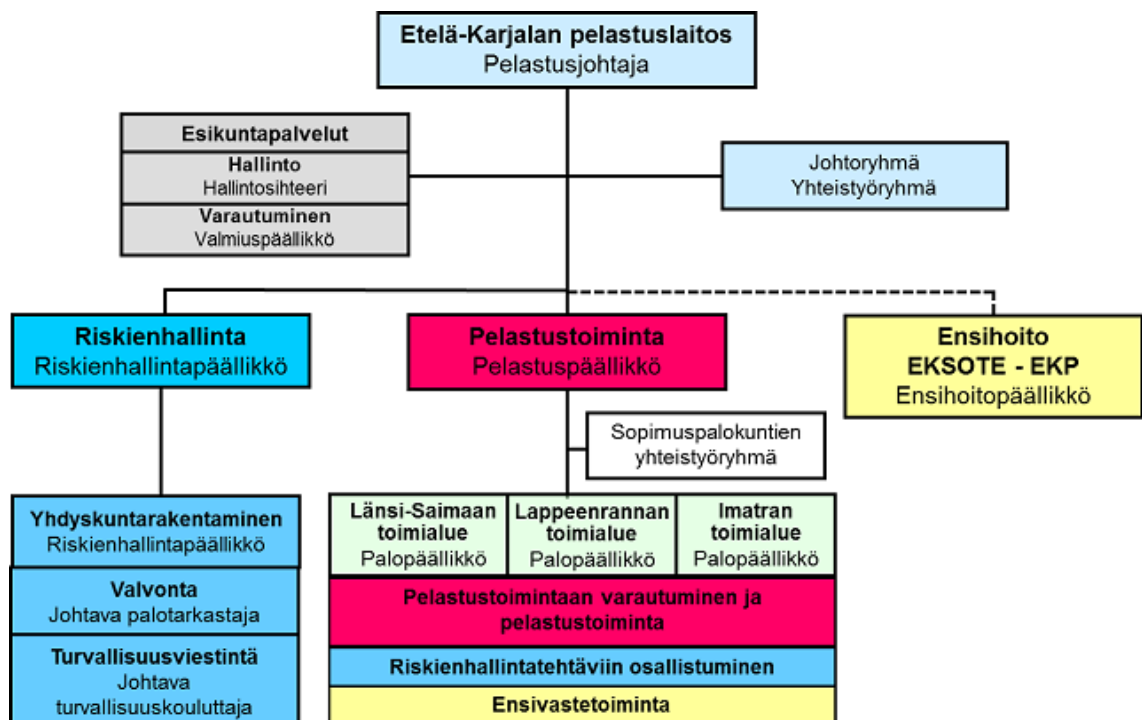 Etelä-Karjalan pelastuslaitos
Pelastusjohtaja
Esikuntapalvelut
Hallinto
Hallintosihteeri
Varautuminen
Valmiuspäällikkö
Johtoryhmä
Yhteistyöryhmä
Riskienhallinta
Riskienhallintapäällikkö
Pelastustoiminta
Pelastuspäällikkö
Ensihoito
EKSOTE - EKP
Ensihoitopäällikkö
Sopimuspalokuntien
yhteistyöryhmä
Yhdyskuntarakentaminen
Riskienhallintapäällikkö
Valvonta
Johtava palotarkastaja
Turvallisuusviestintä
Johtava
turvallisuuskouluttaja
Länsi-Saimaan
toimialue
Palopäällikkö
Lappeenrannan
toimialue
Palopäällikkö
Imatran
toimialue
Palopäällikkö
Pelastustoimintaan varautuminen ja
pelastustoiminta
Riskienhallintatehtäviin osallistuminen
Ensivastetoiminta